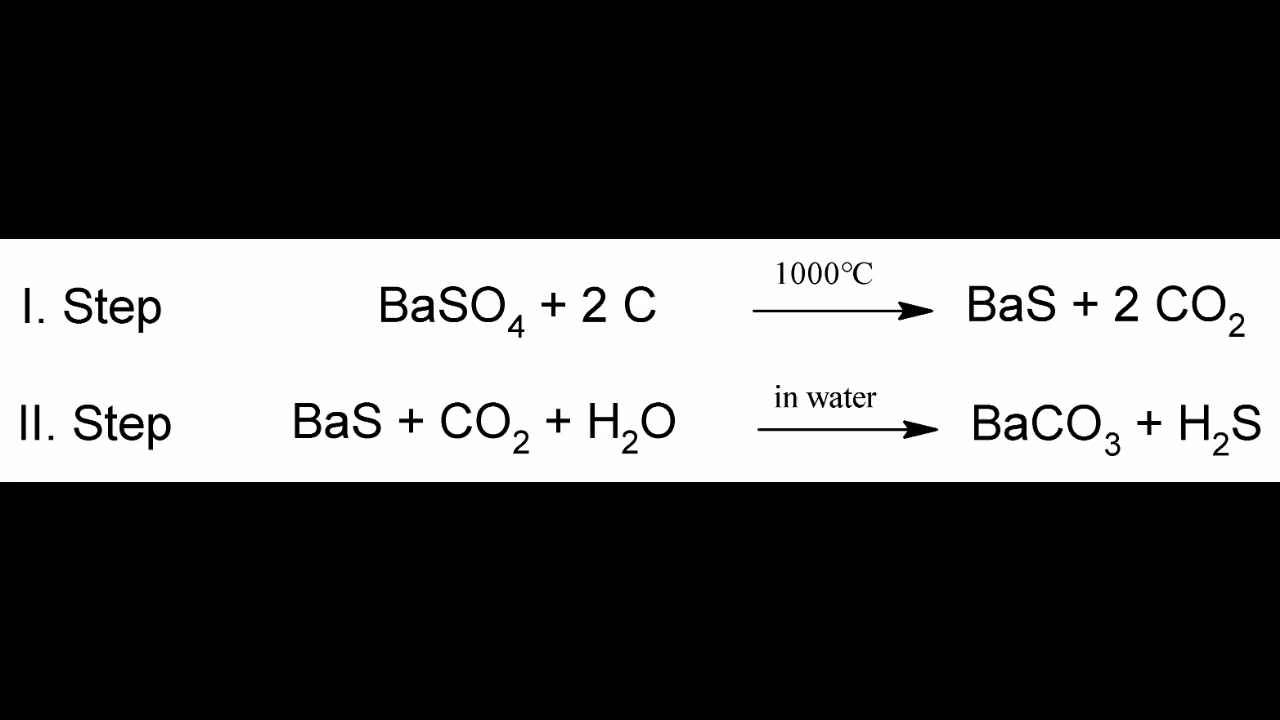 1000°C
I. Step BaSO₄ + 2 C BaS + 2 CO₂
in water
II. Step BaS + CO₂ + H₂O BaCO₃ + H₂S